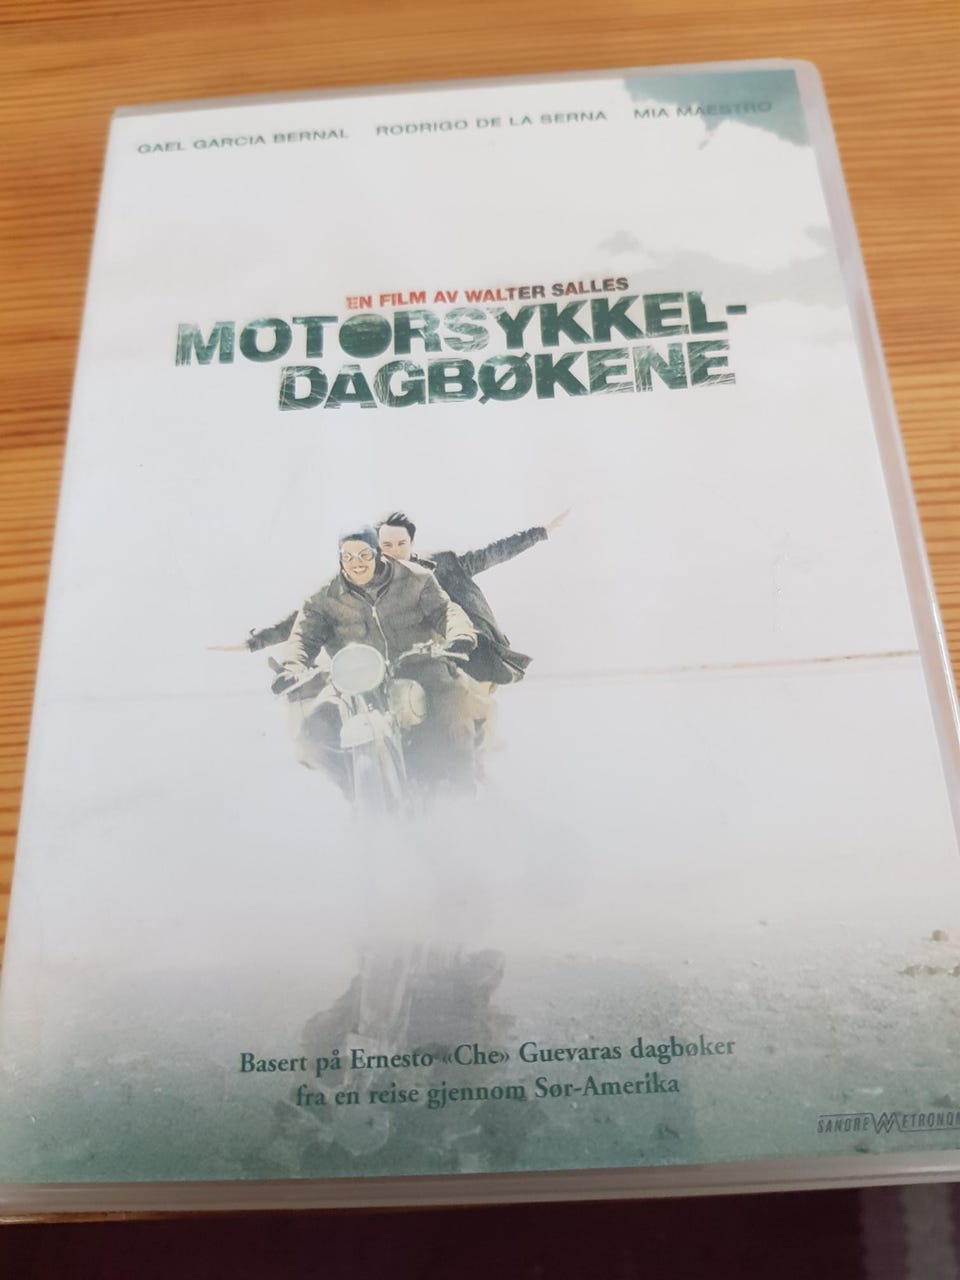 GAEL GARCIA BERNAL RODRIGO DE LA SERNA MIA MAESTRO
EN FILM AV WALTER SALLES
MOTORSYKKEL-
DAGBØKENE
Basert på Ernesto «Che» Guevaras dagbøker
fra en reise gjennom Sør-Amerika
SANDREWMETRONOM